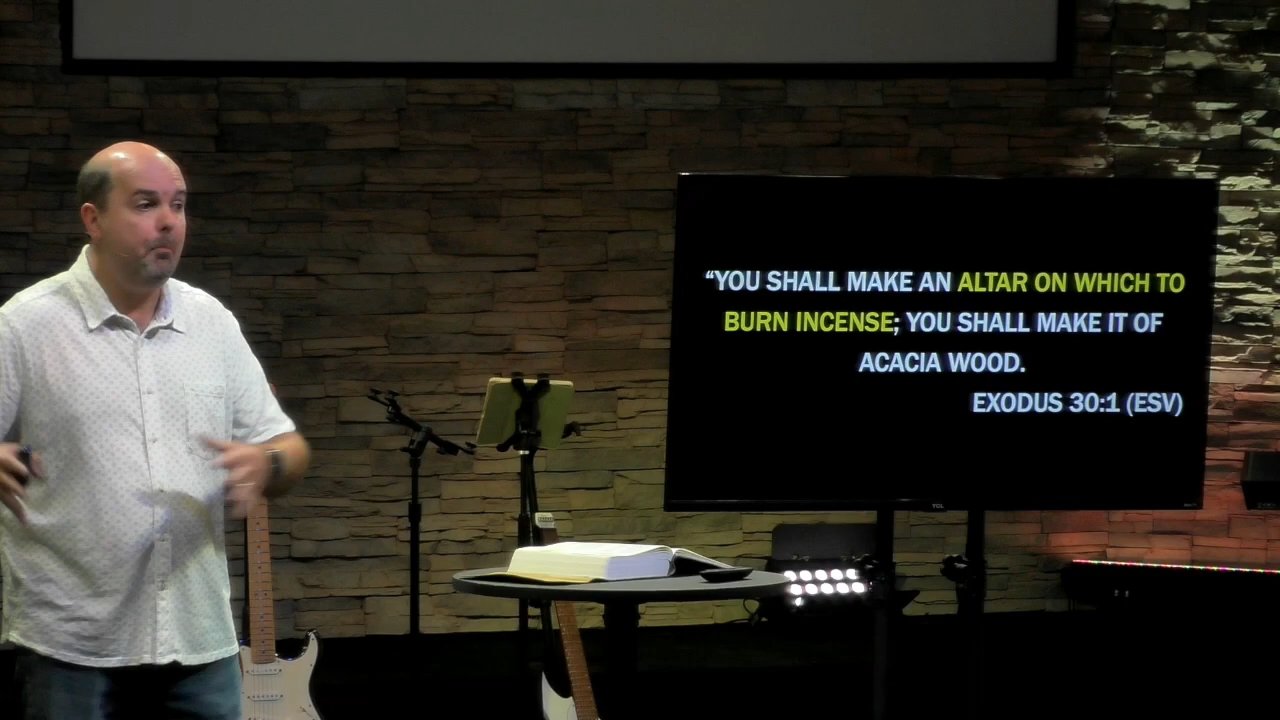 “YOU SHALL MAKE AN ALTAR ON WHICH TO
BURN INCENSE; YOU SHALL MAKE IT OF
ACACIA WOOD.
EXODUS 30:1 (ESV)
TCL